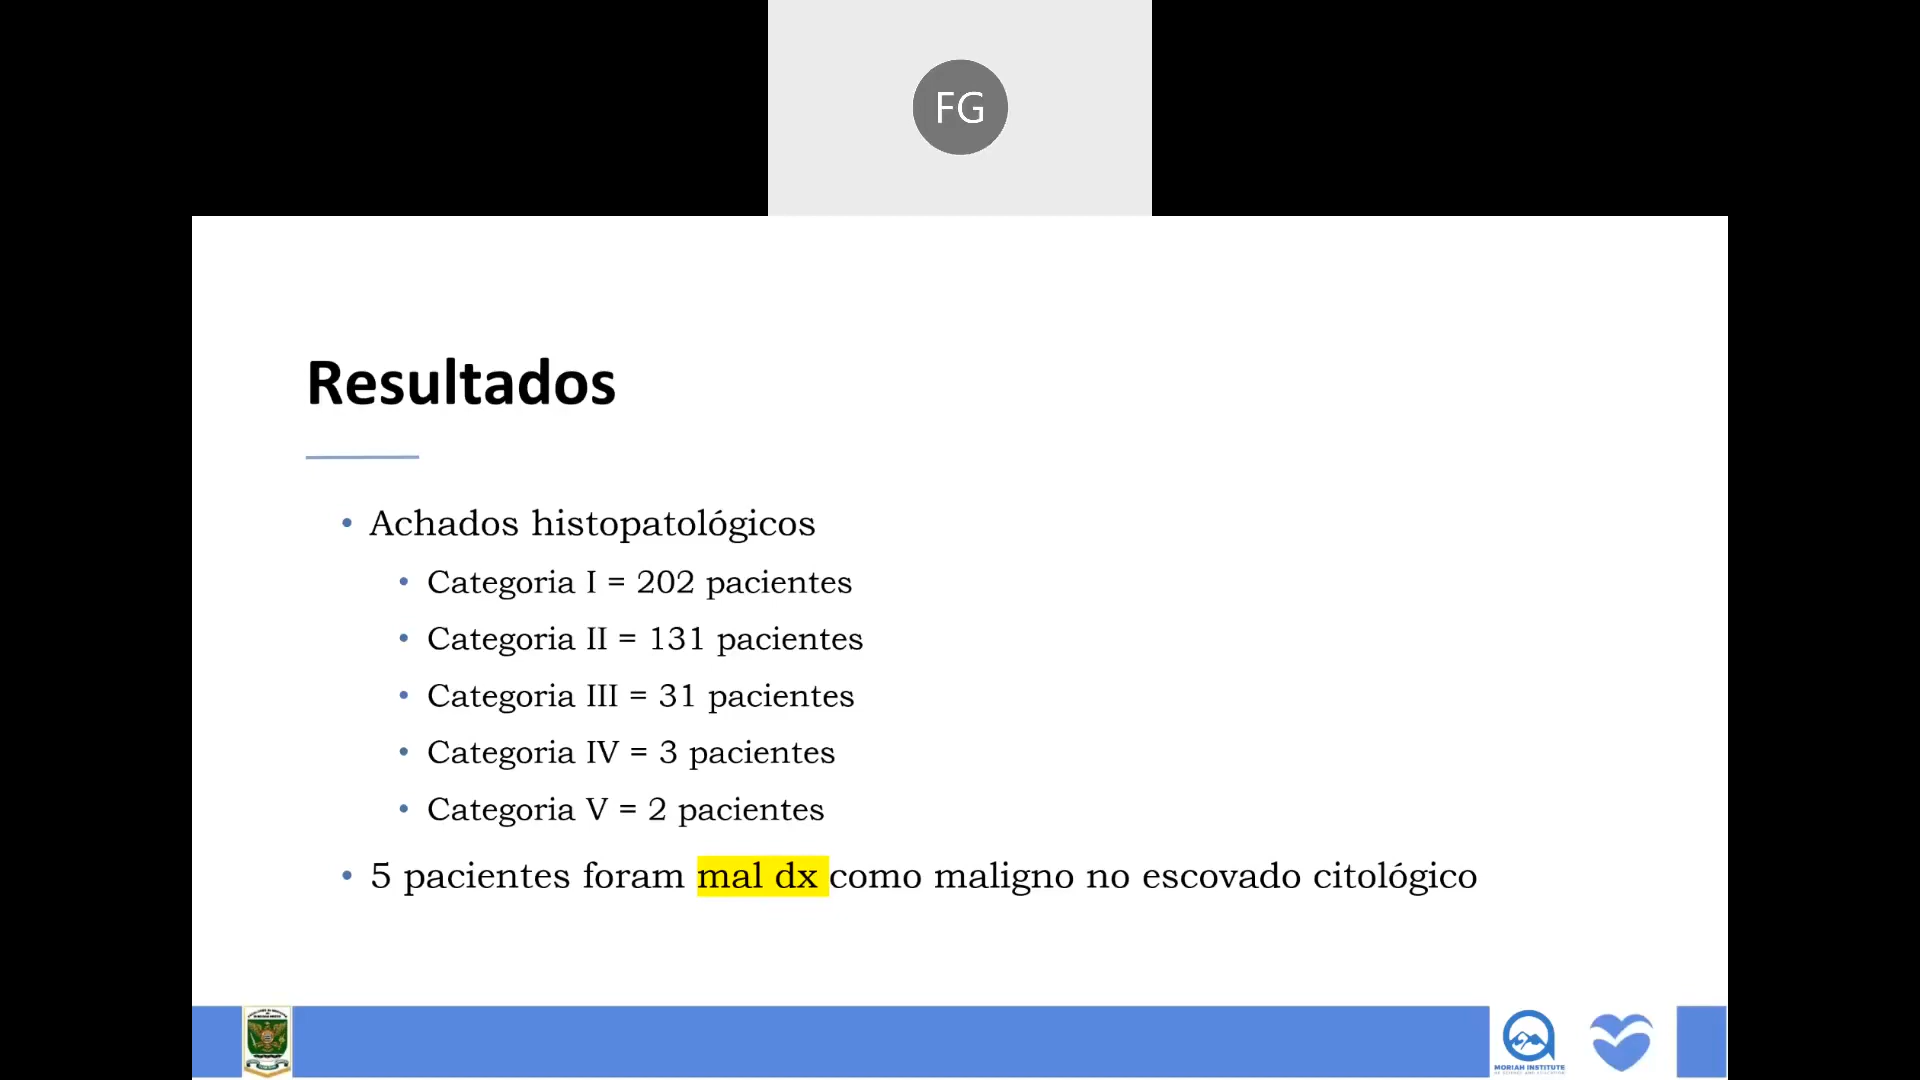 FG
Resultados
Achados histopatológicos
Categoria I = 202 pacientes
Categoria II = 131 pacientes
Categoria III = 31 pacientes
Categoria IV = 3 pacientes
Categoria V = 2 pacientes
5 pacientes foram mal dx como maligno no escovado citológico
MORIAH INSTITUTE